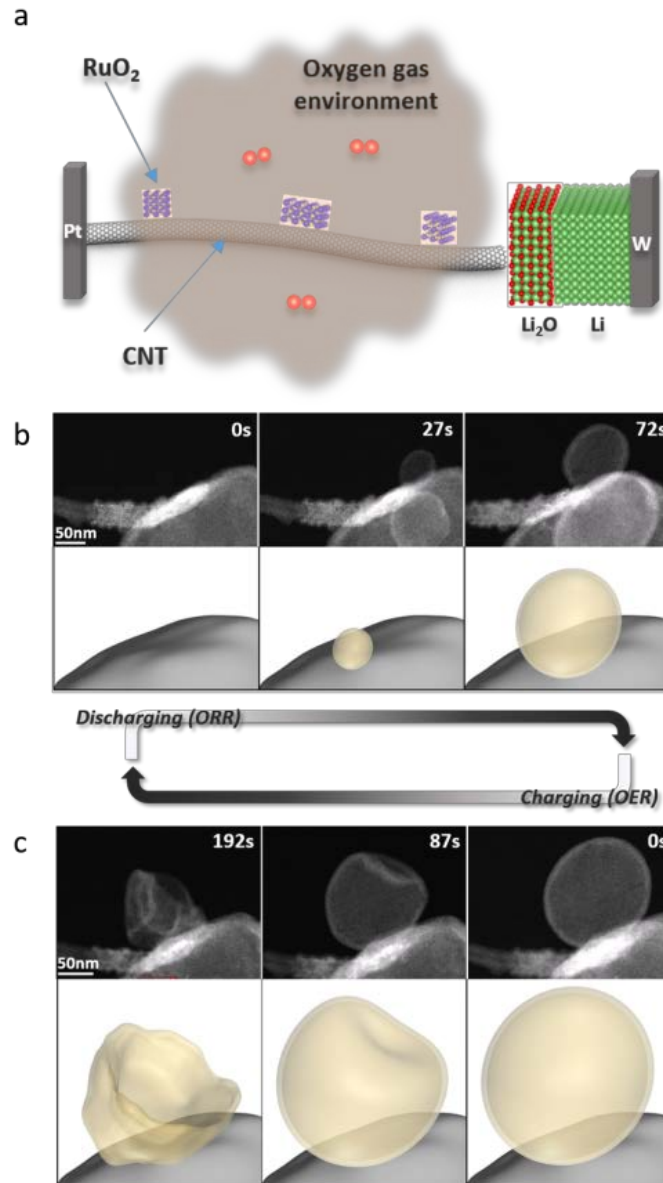 a
RuO₂
Oxygen gas
environment
Pt
W
Li₂O
Li
CNT
b
0s
27s
72s
50nm
Discharging (ORR)
Charging (OER)
c
192s
87s
0s
50nm